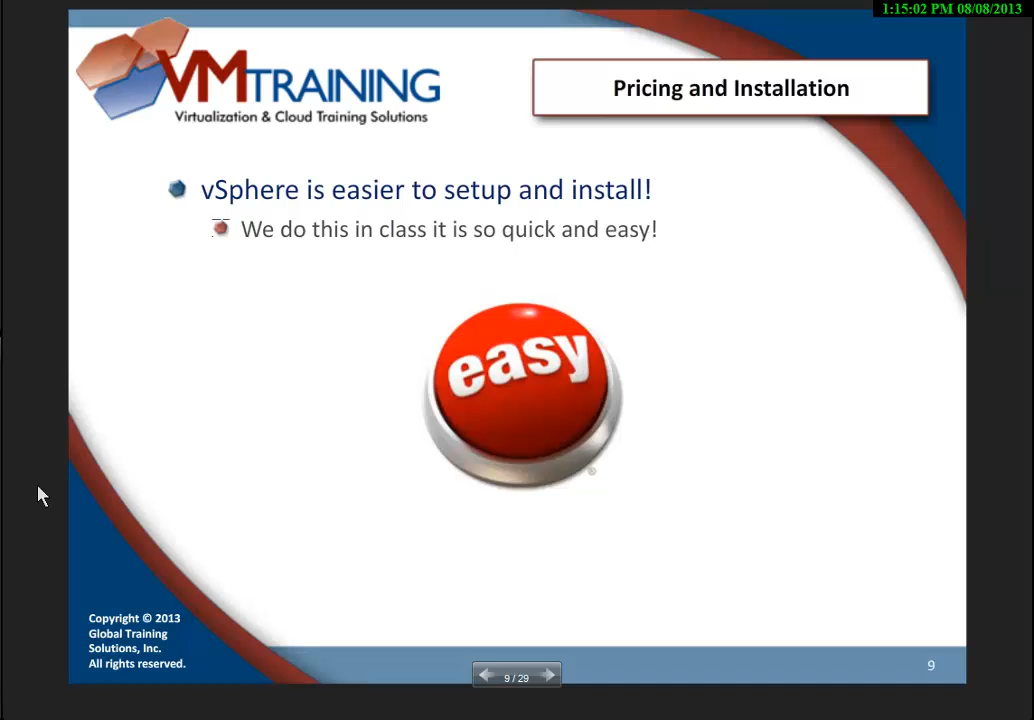 1:15:02 PM 08/08/2013
VMTRAINING
Virtualization & Cloud Training Solutions
Pricing and Installation
vSphere is easier to setup and install!
We do this in class it is so quick and easy!
easy
®
Copyright © 2013
Global Training
Solutions, Inc.
All rights reserved.
9 / 29
9